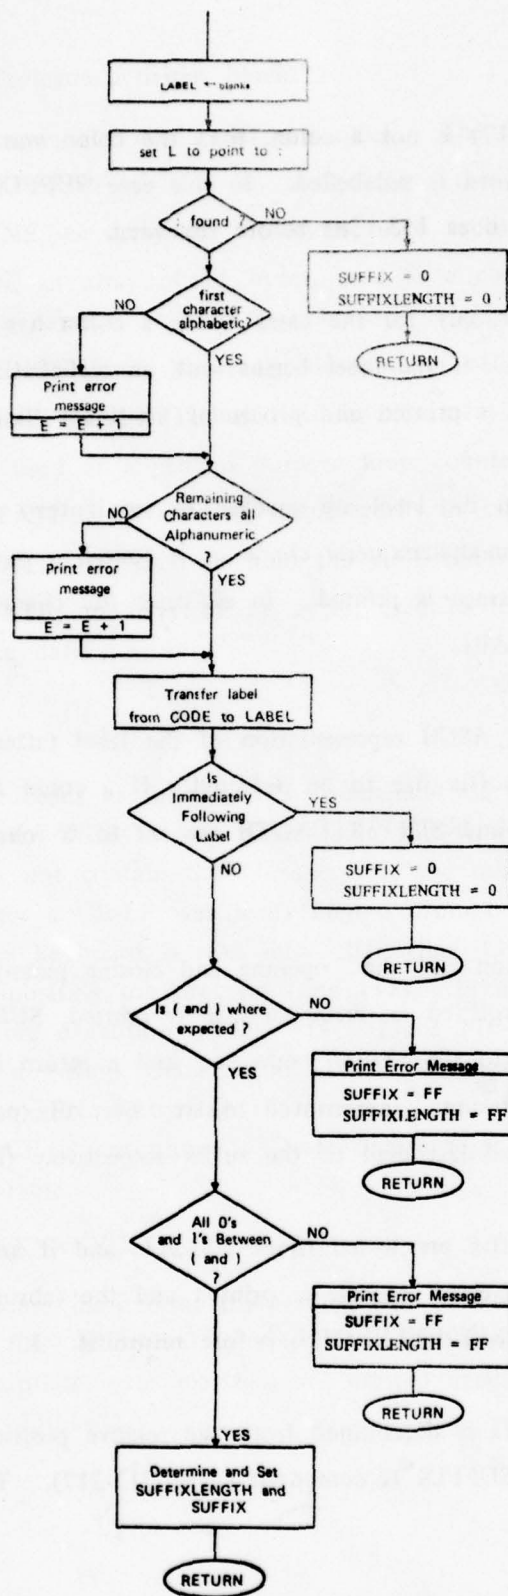 LABEL ← blanks
set L to point to :
found ?
NO
SUFFIX = 0
SUFFIXLENGTH = 0
RETURN
first
character
alphabetic?
NO
YES
Print error
message
E = E + 1
Remaining
Characters all
Alphanumeric
?
NO
YES
Print error
message
E = E + 1
Transfer label
from CODE to LABEL
Is
Immediately
Following
Label
YES
NO
SUFFIX = 0
SUFFIXLENGTH = 0
RETURN
Is ( and ) where
expected ?
NO
YES
Print Error Message
SUFFIX = FF
SUFFIXLENGTH = FF
RETURN
All 0's
and 1's Between
( and )
?
NO
Print Error Message
SUFFIX = FF
SUFFIXLENGTH = FF
RETURN
YES
Determine and Set
SUFFIXLENGTH and
SUFFIX
RETURN